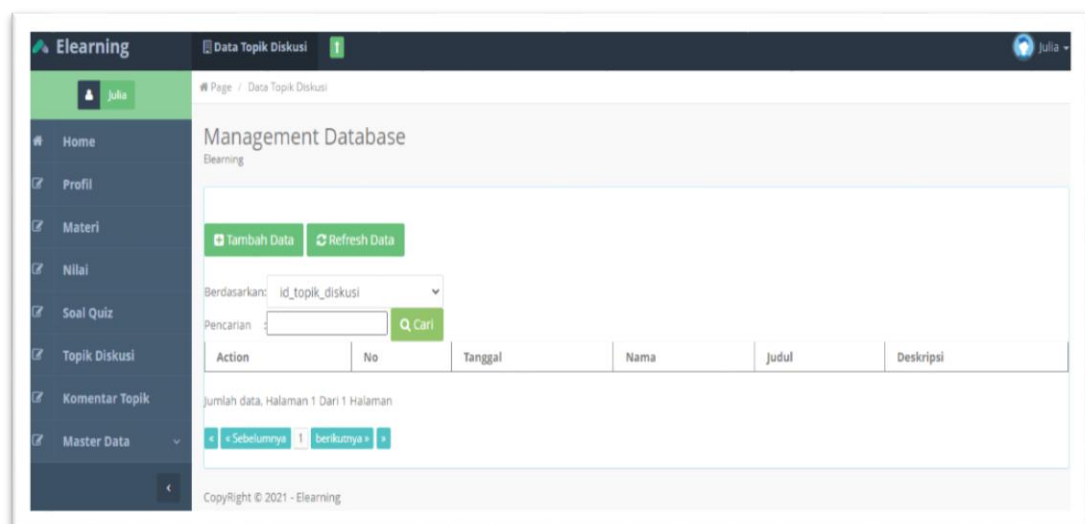 Elearning
Data Topik Diskusi
Julia
Julia
Page / Data Topik Diskusi
Home
Profil
Materi
Nilai
Soal Quiz
Topik Diskusi
Komentar Topik
Master Data
Management Database
Elearning
Tambah Data
Refresh Data
Berdasarkan: id_topik_diskusi
Pencarian : Cari
Action No Tanggal Nama Judul Deskripsi
Jumlah data, Halaman 1 Dari 1 Halaman
« « Sebelumnya 1 berikutnya » »
CopyRight © 2021 - Elearning